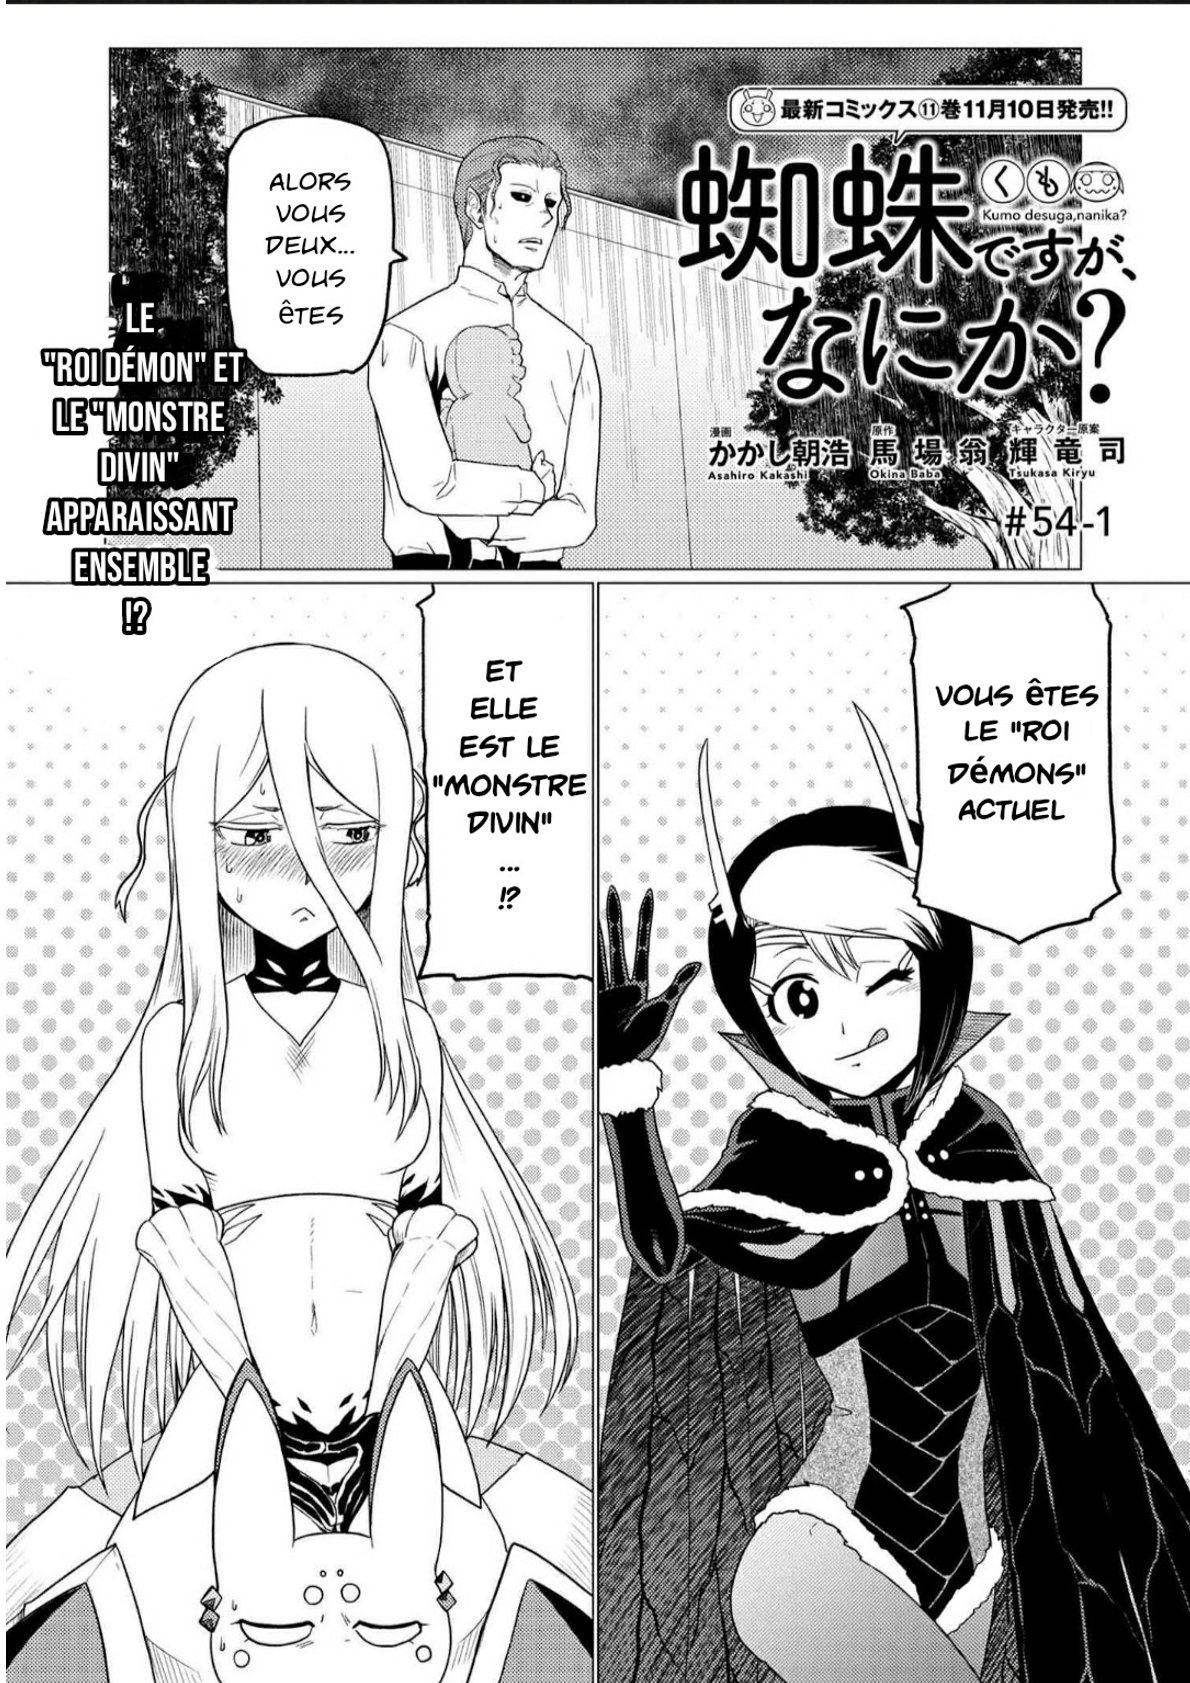 最新コミックス⑪巻11月10日発売!!
蜘蛛ですが、
くも
Kumo desuga,nanika?
なにか?
漫画
かかし朝浩
Asahiro Kakashi
原作
馬場翁
Okina Baba
キャラクター原案
輝竜司
Tsukasa Kiryu
#54-1
ALORS
VOUS
DEUX...
VOUS
ÊTES
LE
"ROI DÉMON" ET
LE "MONSTRE
DIVIN"
APPARAISSANT
ENSEMBLE
!?
VOUS ÊTES
LE "ROI
DÉMONS"
ACTUEL
ET
ELLE
EST LE
"MONSTRE
DIVIN"
...
!?